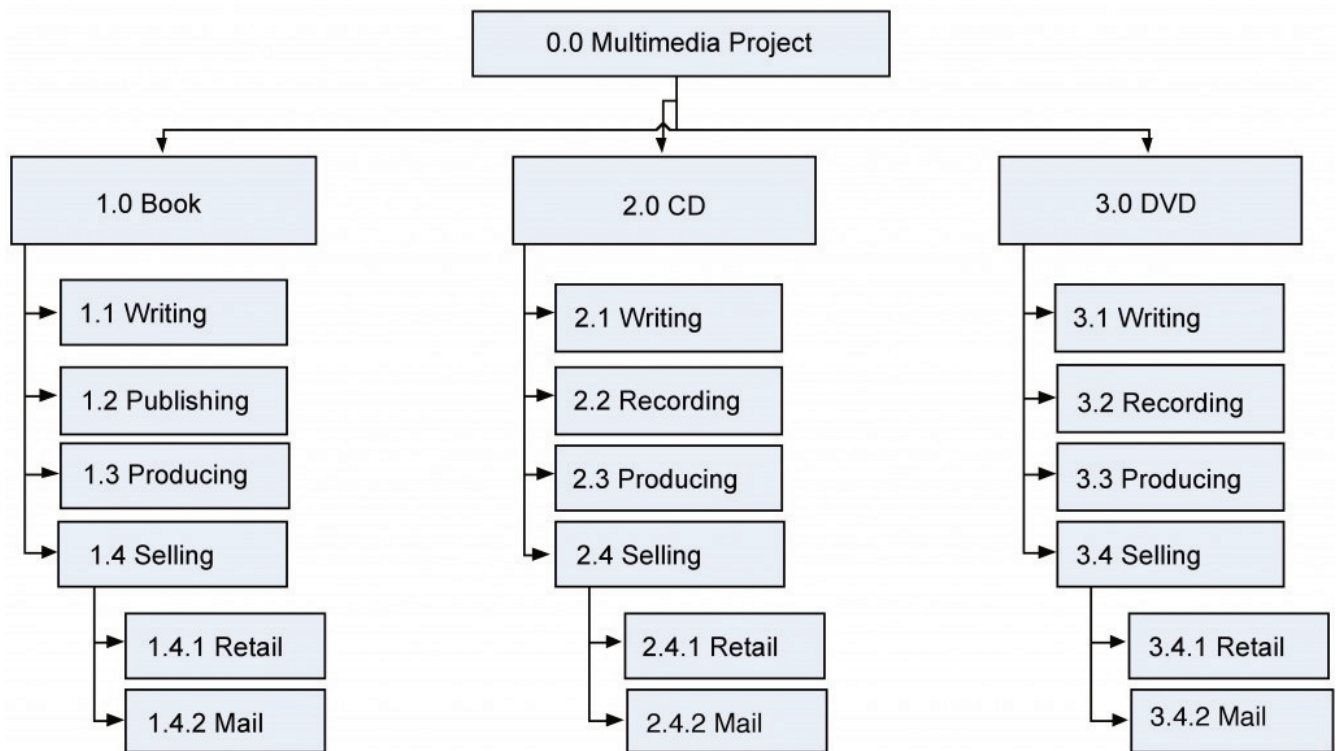 0.0 Multimedia Project
1.0 Book
2.0 CD
3.0 DVD
1.1 Writing
1.2 Publishing
1.3 Producing
1.4 Selling
1.4.1 Retail
1.4.2 Mail
2.1 Writing
2.2 Recording
2.3 Producing
2.4 Selling
2.4.1 Retail
2.4.2 Mail
3.1 Writing
3.2 Recording
3.3 Producing
3.4 Selling
3.4.1 Retail
3.4.2 Mail